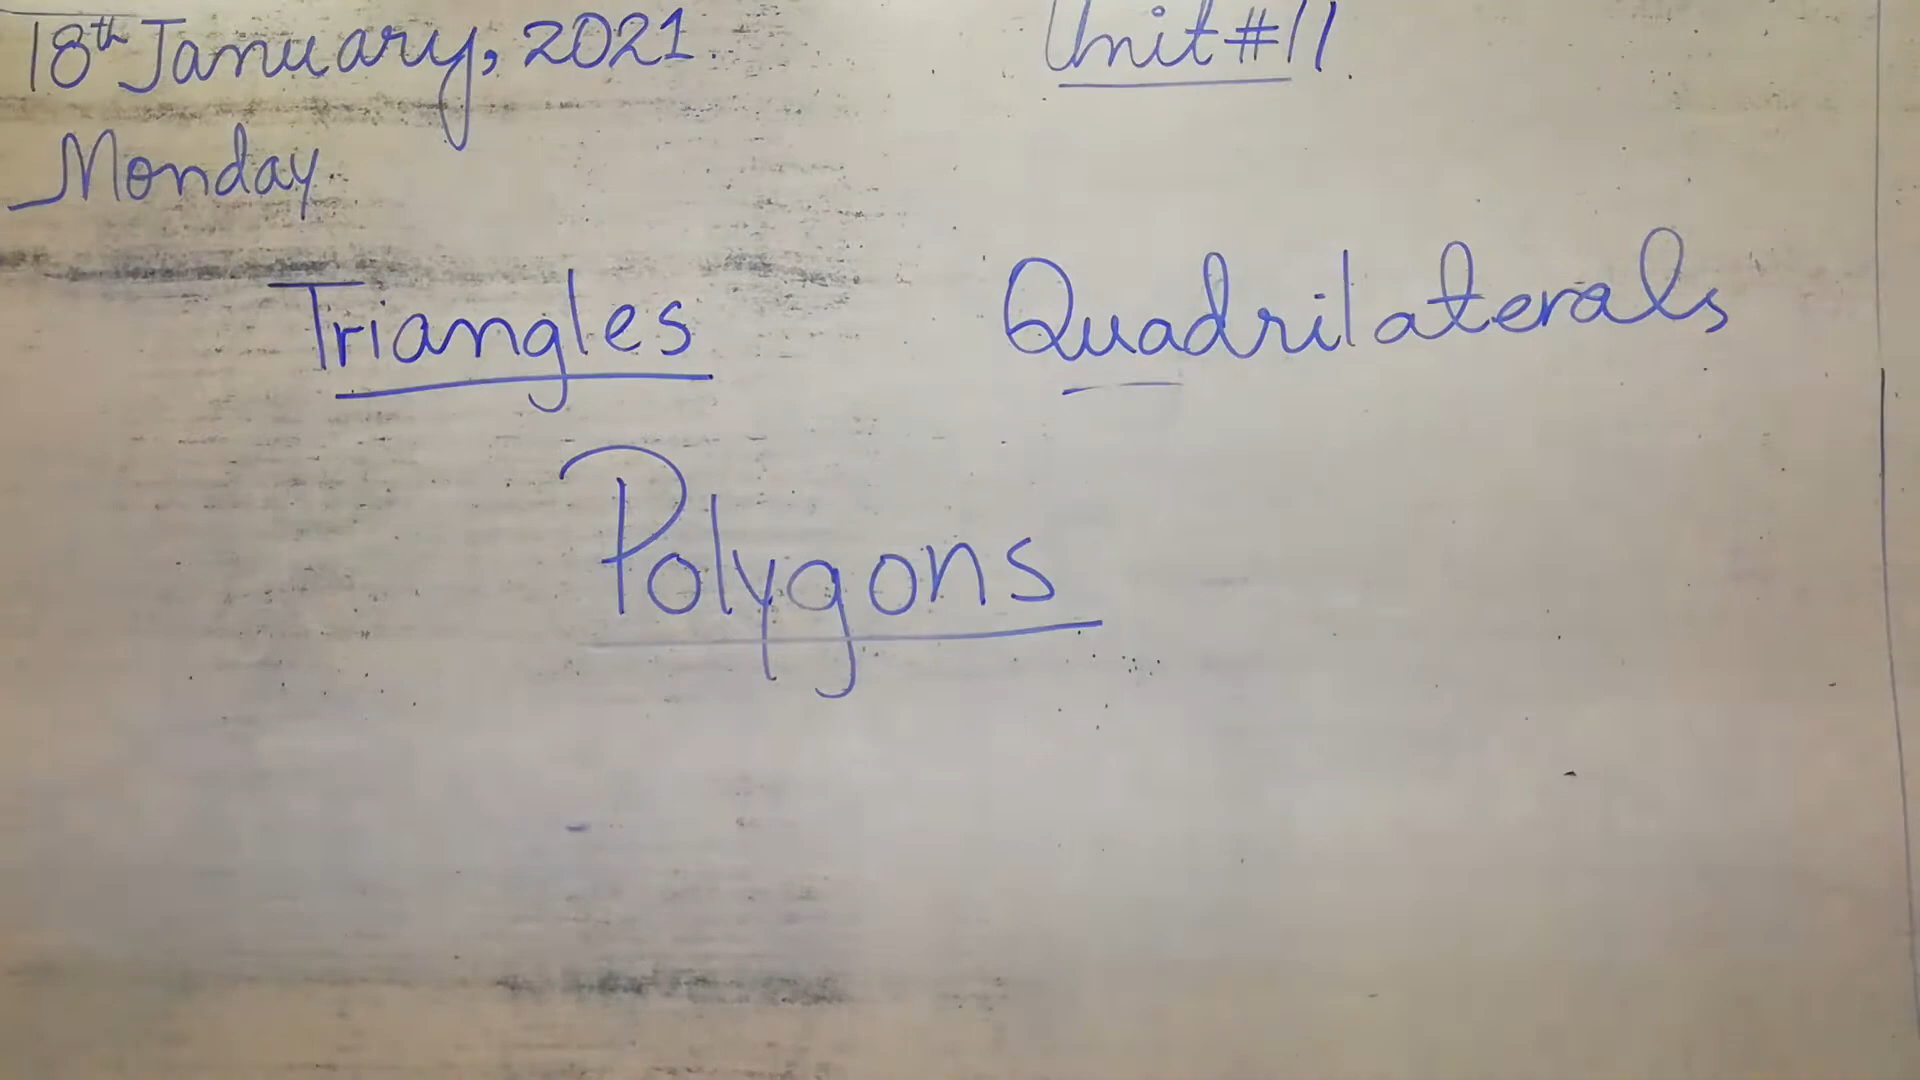 18th January, 2021. Unit #11.
Monday
Triangles Quadrilaterals
Polygons